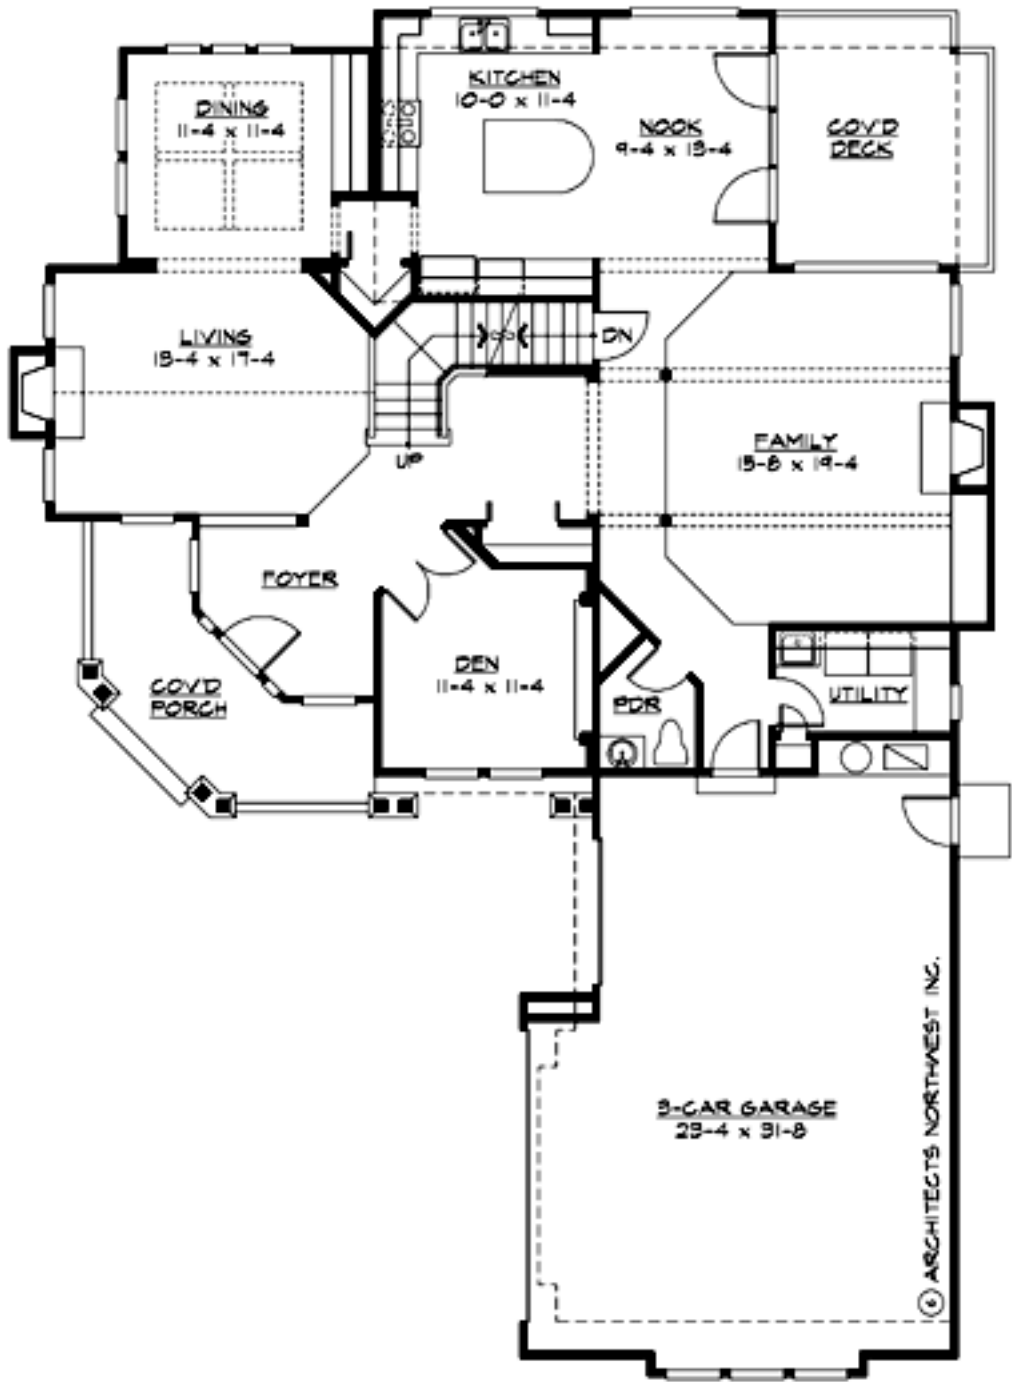 KITCHEN
10-0 x 11-4
DINING
11-4 x 11-4
NOOK
9-4 x 13-4
COV'D
DECK
LIVING
13-4 x 17-4
DN
UP
FAMILY
15-8 x 19-4
FOYER
DEN
11-4 x 11-4
COV'D
PORCH
PDR
UTILITY
3-CAR GARAGE
23-4 x 31-8
© ARCHITECTS NORTHWEST INC.